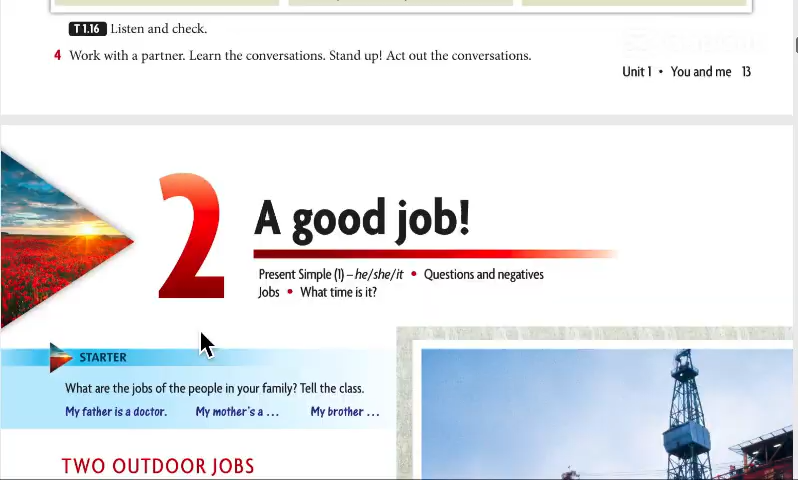 T 1.16 Listen and check.
4 Work with a partner. Learn the conversations. Stand up! Act out the conversations.
Unit 1 • You and me 13
2
A good job!
Present Simple (1) – he/she/it • Questions and negatives
Jobs • What time is it?
STARTER
What are the jobs of the people in your family? Tell the class.
My father is a doctor. My mother's a ... My brother ...
TWO OUTDOOR JOBS